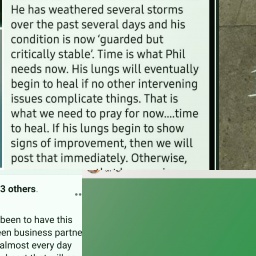 He has weathered several storms
over the past several days and his
condition is now 'guarded but
critically stable'. Time is what Phil
needs now. His lungs will eventually
begin to heal if no other intervening
issues complicate things. That is
what we need to pray for now....time
to heal. If his lungs begin to show
signs of improvement, then we will
post that immediately. Otherwise,
3 others.
been to have this
een business partne
almost every day